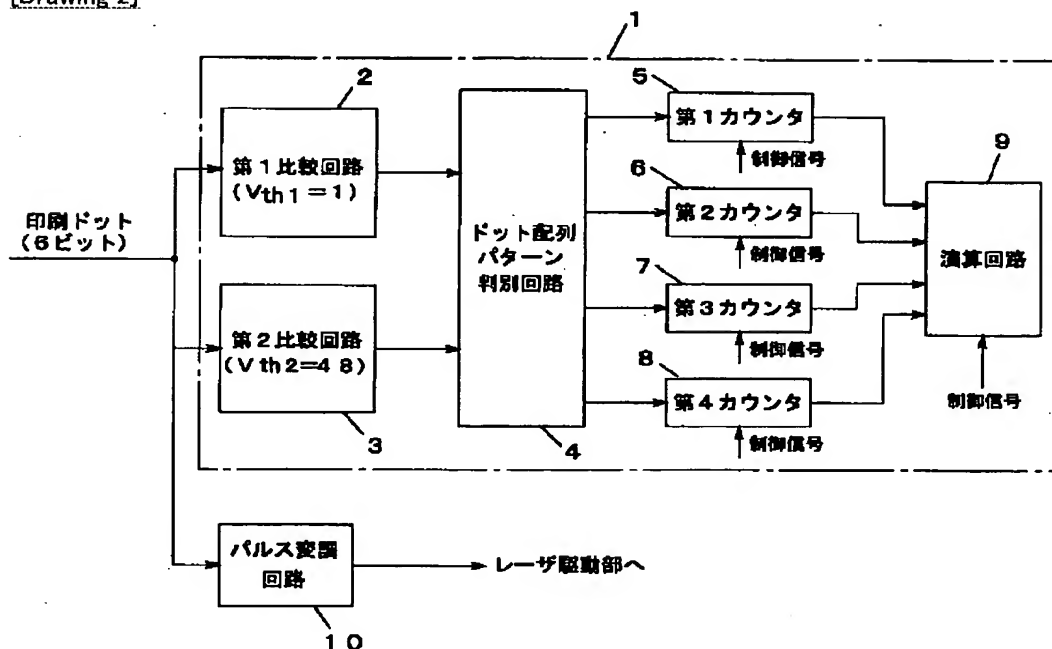 [Drawing 2]
1
2
第1比較回路
(Vth1=1)
印刷ドット
(6ビット)
第2比較回路
(Vth2=48)
3
ドット配列
パターン
判別回路
4
5
第1カウンタ
制御信号
6
第2カウンタ
制御信号
7
第3カウンタ
制御信号
8
第4カウンタ
制御信号
9
演算回路
制御信号
パルス変調
回路
10
レーザ駆動部へ